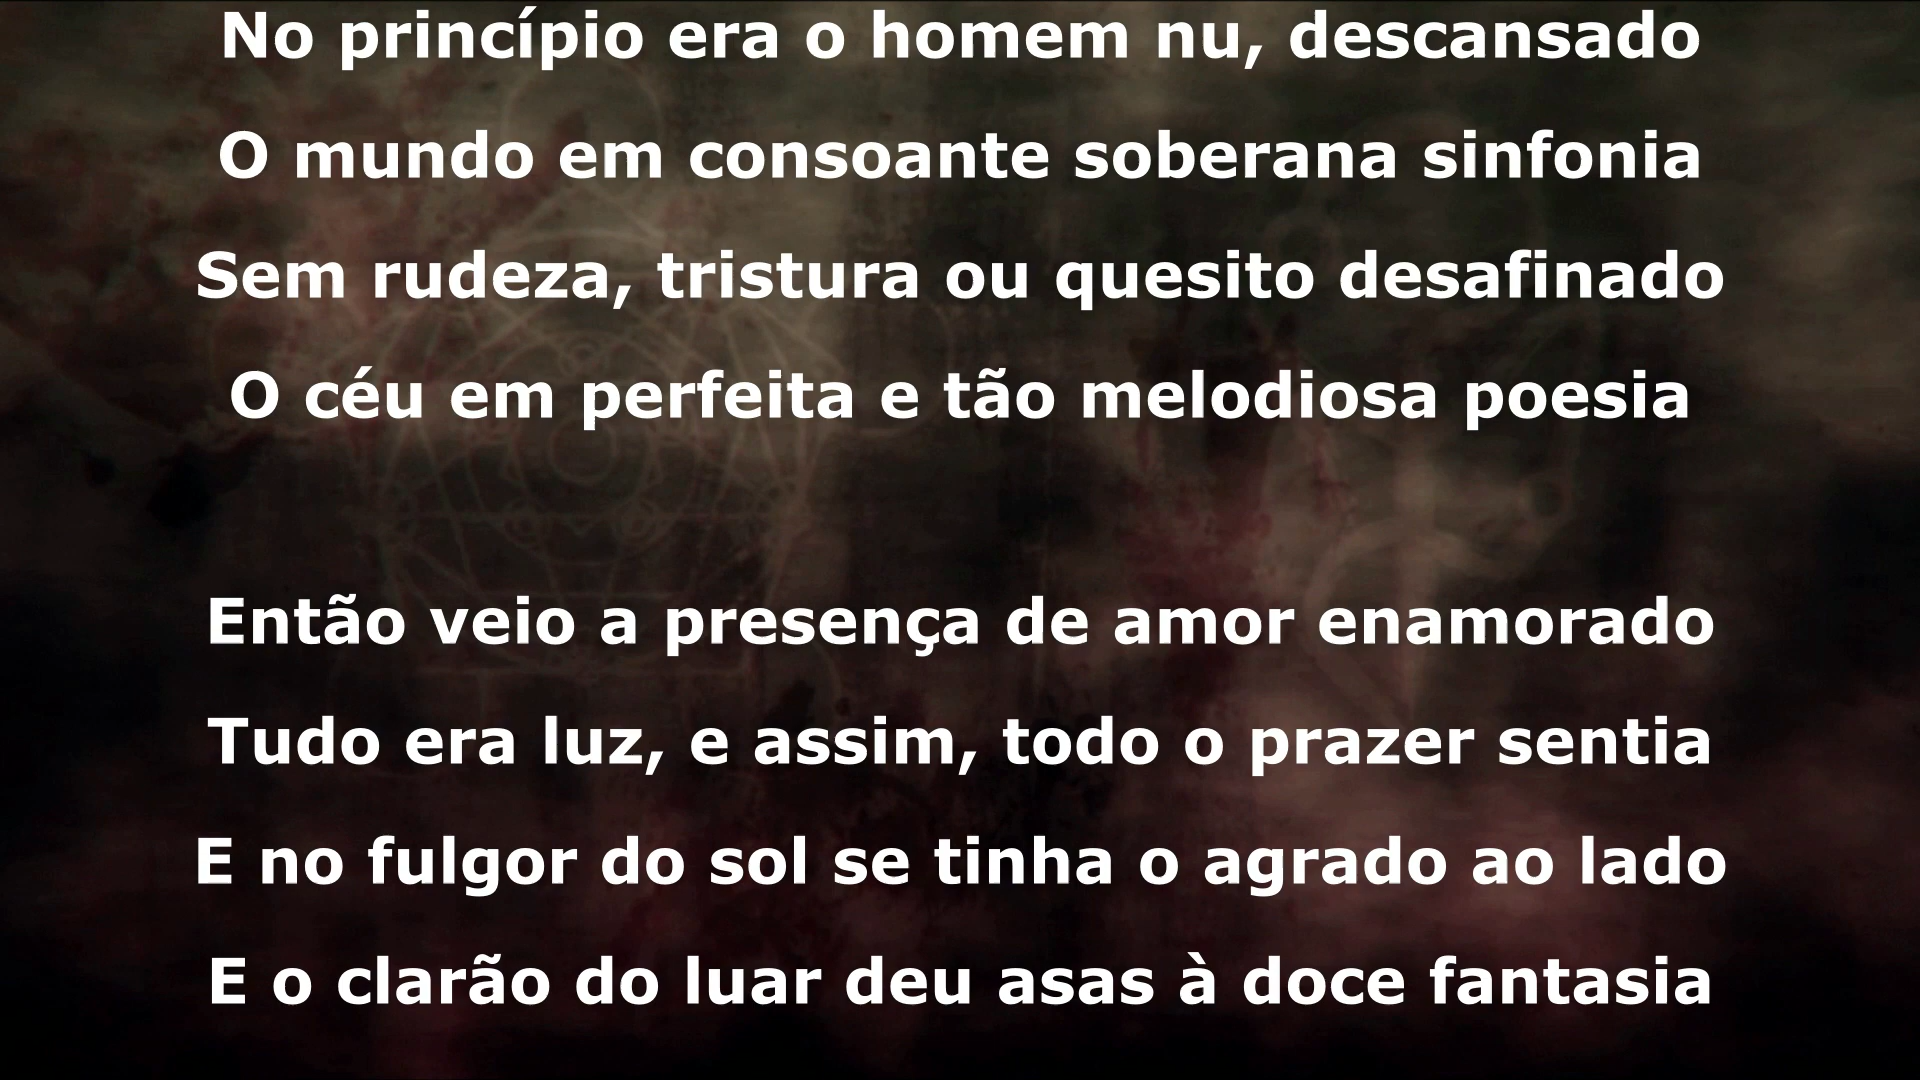 No princípio era o homem nu, descansado
O mundo em consoante soberana sinfonia
Sem rudeza, tristura ou quesito desafinado
O céu em perfeita e tão melodiosa poesia
Então veio a presença de amor enamorado
Tudo era luz, e assim, todo o prazer sentia
E no fulgor do sol se tinha o agrado ao lado
E o clarão do luar deu asas à doce fantasia